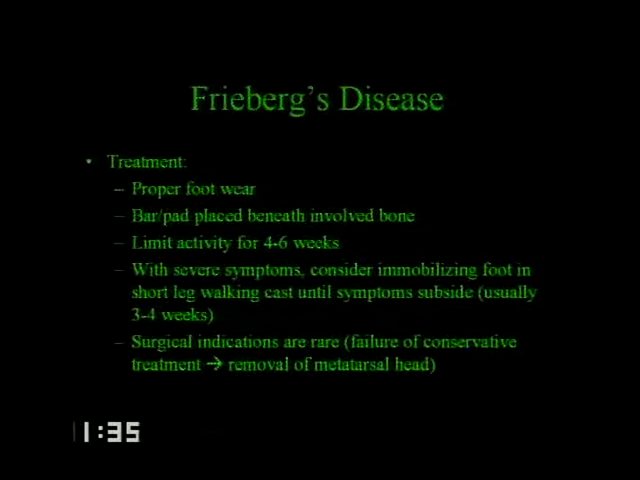 Frieberg's Disease
• Treatment:
– Proper foot wear
– Bar/pad placed beneath involved bone
– Limit activity for 4-6 weeks
– With severe symptoms, consider immobilizing foot in
short leg walking cast until symptoms subside (usually
3-4 weeks)
– Surgical indications are rare (failure of conservative
treatment → removal of metatarsal head)
1:35